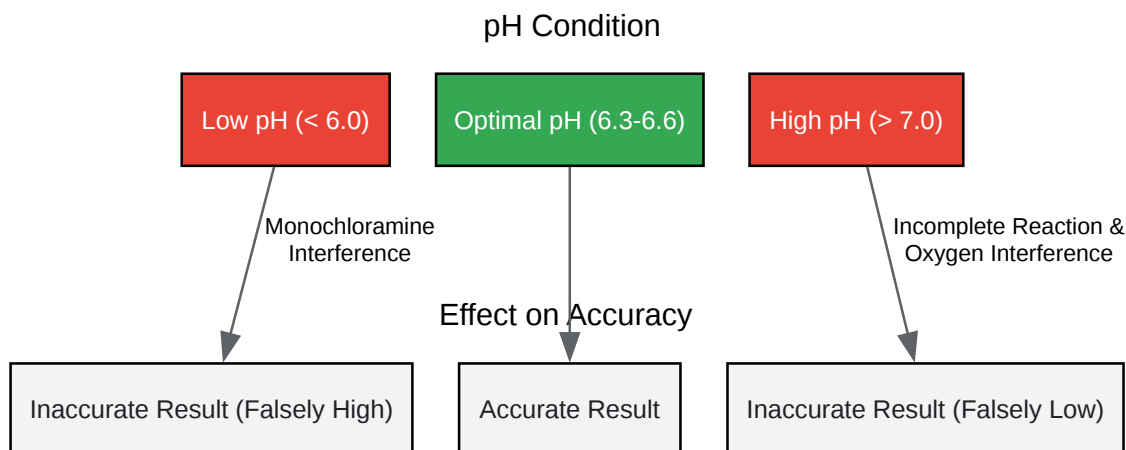 pH Condition
Low pH (< 6.0)
Optimal pH (6.3-6.6)
High pH (> 7.0)
Monochloramine
Interference
Incomplete Reaction &
Oxygen Interference
Effect on Accuracy
Inaccurate Result (Falsely High)
Accurate Result
Inaccurate Result (Falsely Low)